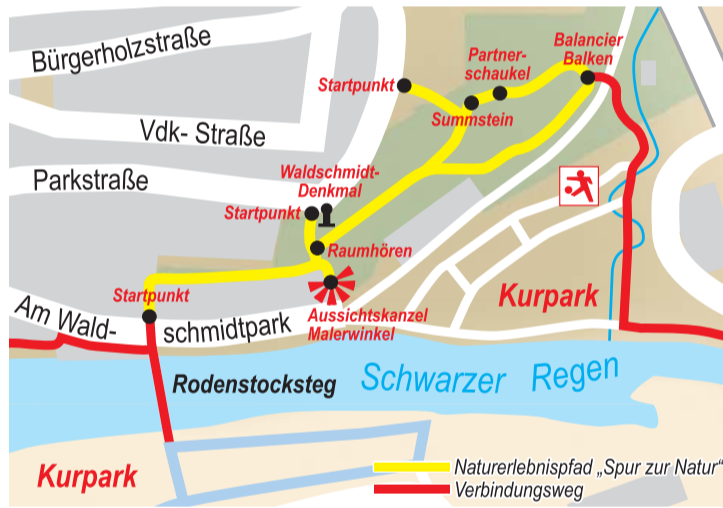 Bürgerholzstraße
Partner-
schaukel
Balancier
Balken
Startpunkt
Summstein
Vdk- Straße
Parkstraße
Waldschmidt-
Denkmal
Startpunkt
Raumhören
Startpunkt
Kurpark
Am Wald-
schmidtpark
Aussichtskanzel
Malerwinkel
Rodenstocksteg
Schwarzer Regen
Kurpark
Naturerlebnispfad „Spur zur Natur“
Verbindungsweg